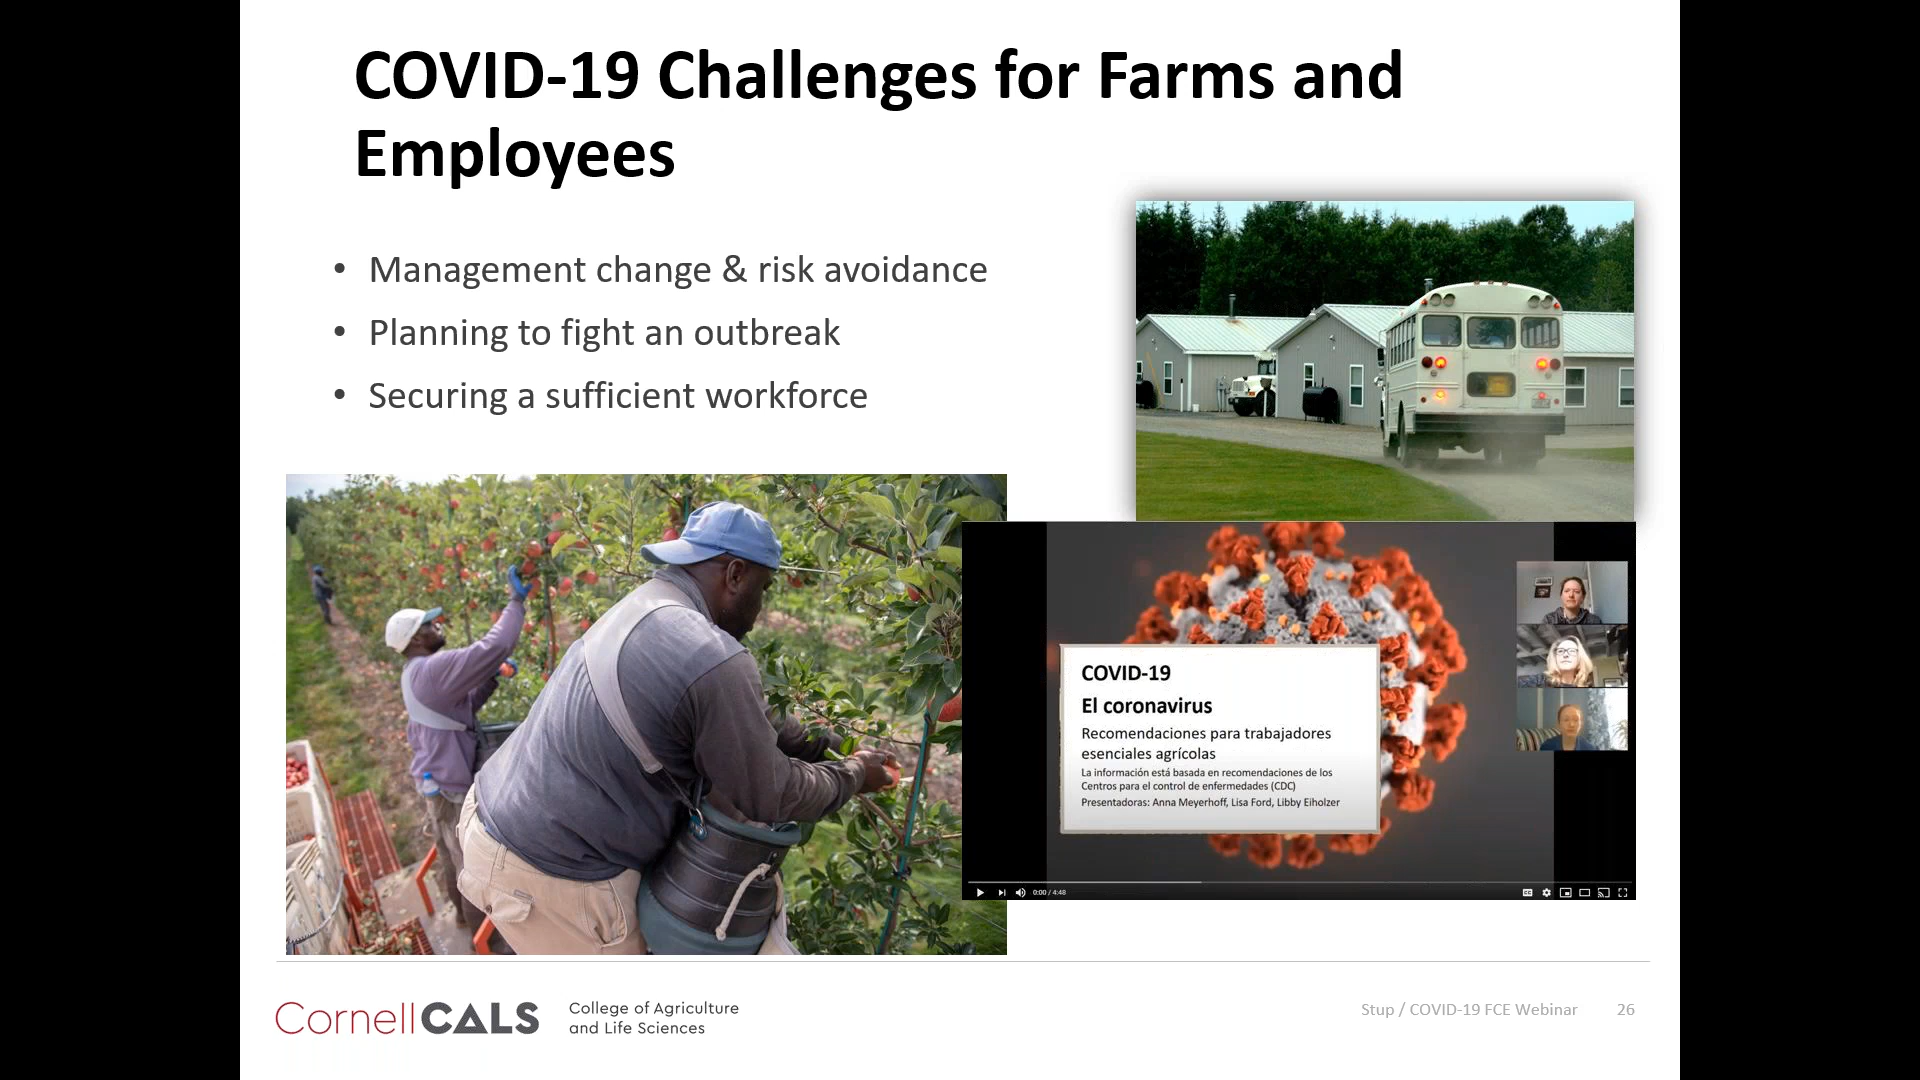 COVID-19 Challenges for Farms and
Employees
• Management change & risk avoidance
• Planning to fight an outbreak
• Securing a sufficient workforce
COVID-19
El coronavirus
Recomendaciones para trabajadores
esenciales agrícolas
La información está basada en recomendaciones de los
Centros para el control de enfermedades (CDC)
Presentadoras: Anna Meyerhoff, Lisa Ford, Libby Eiholzer
0:00 / 4:48
CornellCALS
College of Agriculture
and Life Sciences
Stup / COVID-19 FCE Webinar
26